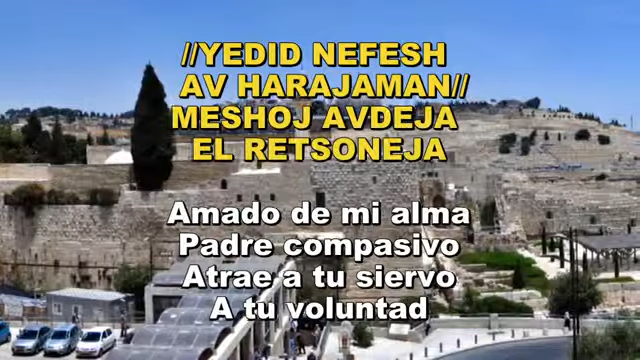 //YEDID NEFESH
AV HARAJAMAN//
MESHOJ AVDEJA
EL RETSONEJA
Amado de mi alma
Padre compasivo
Atrae a tu siervo
A tu voluntad